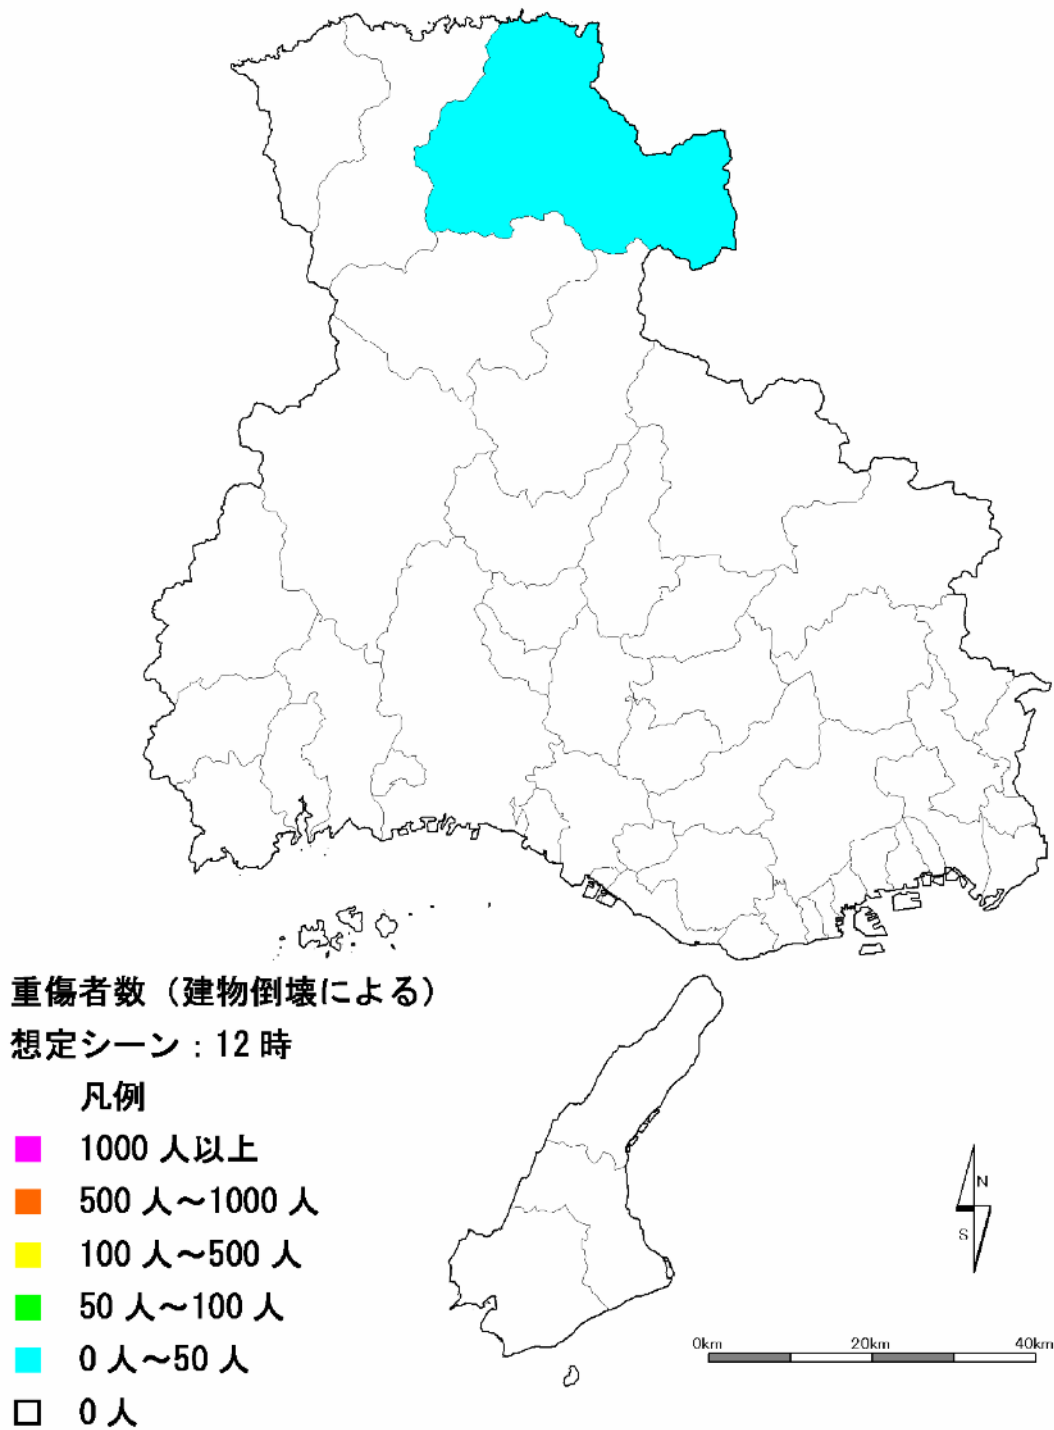 重傷者数（建物倒壊による）
想定シーン：12時
凡例
1000人以上
500人～1000人
100人～500人
50人～100人
0人～50人
0人
N
S
0km 20km 40km